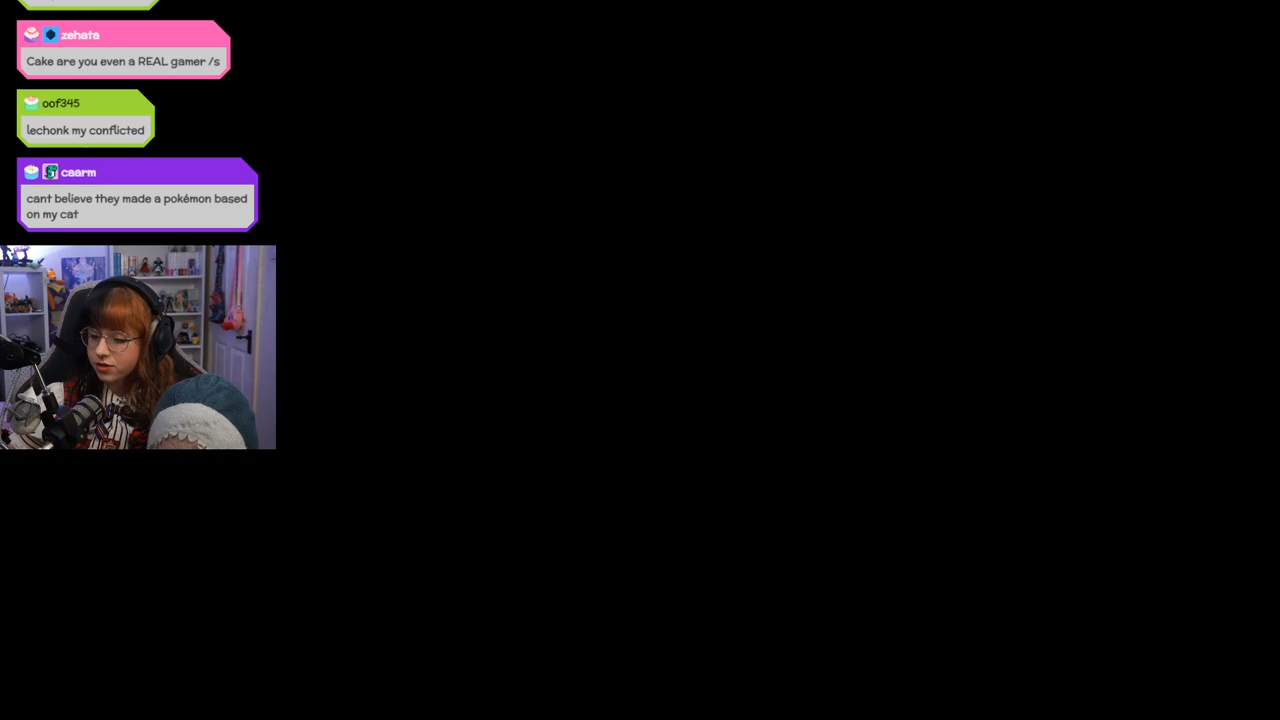 zehata
Cake are you even a REAL gamer /s
oof345
lechonk my conflicted
caarm
cant believe they made a pokémon based
on my cat